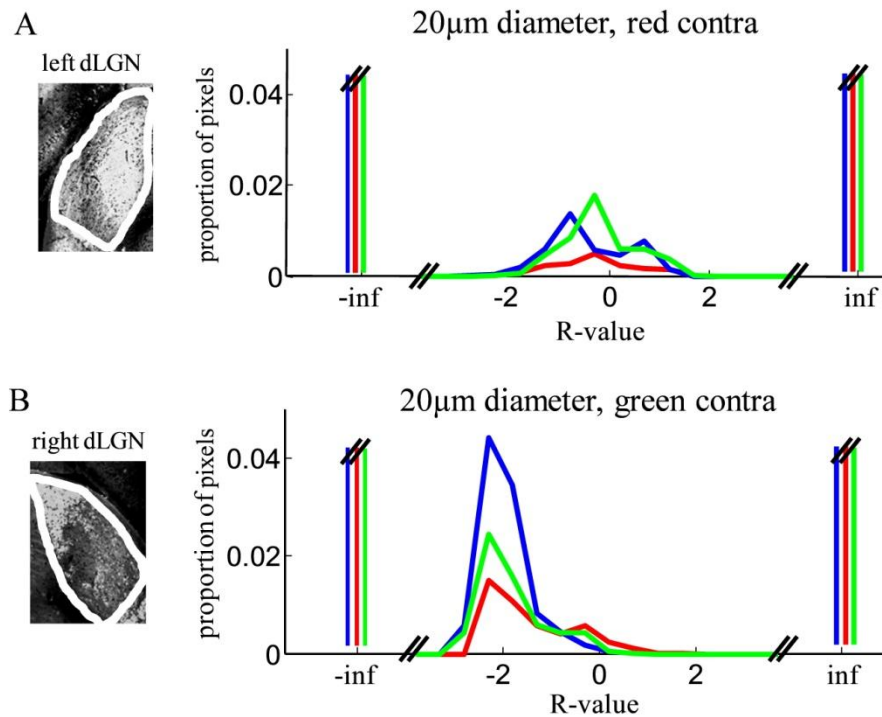 A
20μm diameter, red contra
left dLGN
proportion of pixels
0.04
0.02
0
-inf
-2
0
2
inf
R-value
B
20μm diameter, green contra
right dLGN
proportion of pixels
0.04
0.02
0
-inf
-2
0
2
inf
R-value